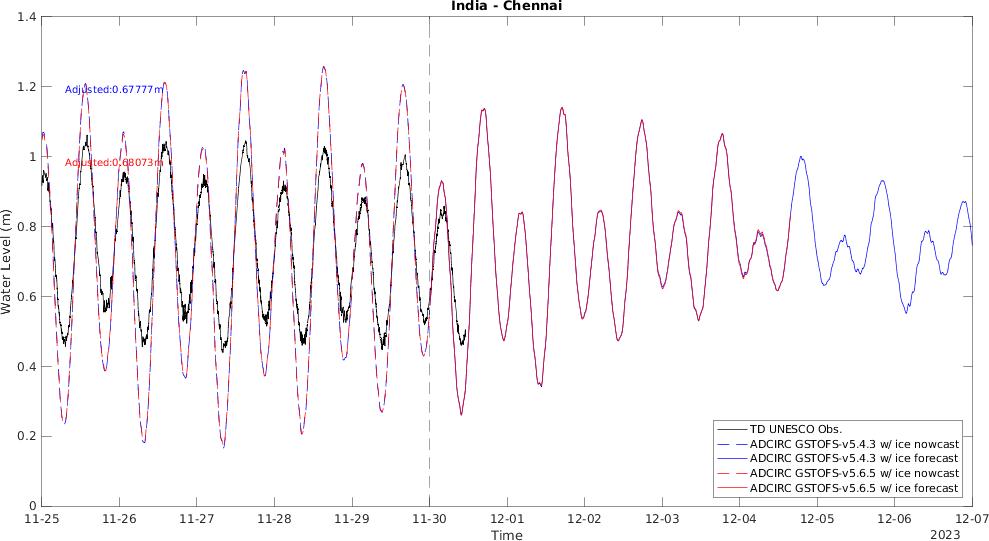 India - Chennai
1.4
1.2
1
0.8
0.6
0.4
0.2
0
Water Level (m)
Adjusted:0.67777m
Adjusted:0.68073m
TD UNESCO Obs.
ADCIRC GSTOFS-v5.4.3 w/ ice nowcast
ADCIRC GSTOFS-v5.4.3 w/ ice forecast
ADCIRC GSTOFS-v5.6.5 w/ ice nowcast
ADCIRC GSTOFS-v5.6.5 w/ ice forecast
11-25 11-26 11-27 11-28 11-29 11-30 12-01 12-02 12-03 12-04 12-05 12-06 12-07
Time
2023